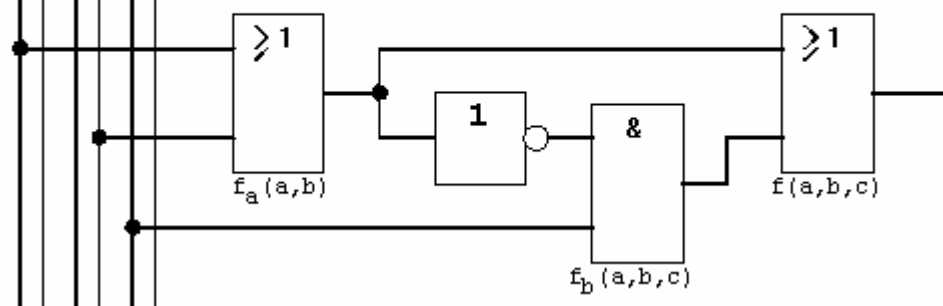 ≥1
≥1
1
&
fa(a,b)
f(a,b,c)
fb(a,b,c)